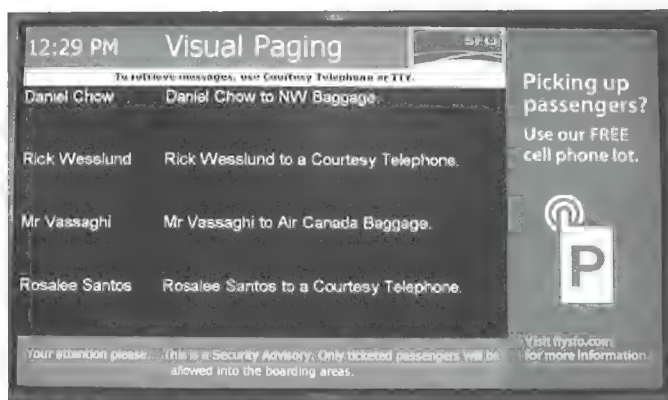 12:29 PM
Visual Paging
SFO
To retrieve messages, use Courtesy Telephone or TTY.
Daniel Chow Daniel Chow to NW Baggage.
Rick Wesslund Rick Wesslund to a Courtesy Telephone.
Mr Vassaghi Mr Vassaghi to Air Canada Baggage.
Rosalee Santos Rosalee Santos to a Courtesy Telephone.
Your attention please. This is a Security Advisory. Only ticketed passengers will be
allowed into the boarding areas.
Picking up
passengers?
Use our FREE
cell phone lot.
P
Visit flysfo.com
for more information.